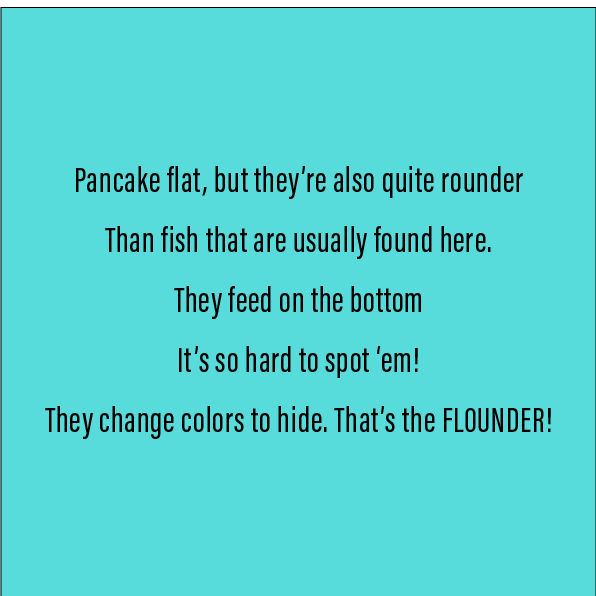 Pancake flat, but they’re also quite rounder
Than fish that are usually found here.
They feed on the bottom
It’s so hard to spot ’em!
They change colors to hide. That’s the FLOUNDER!